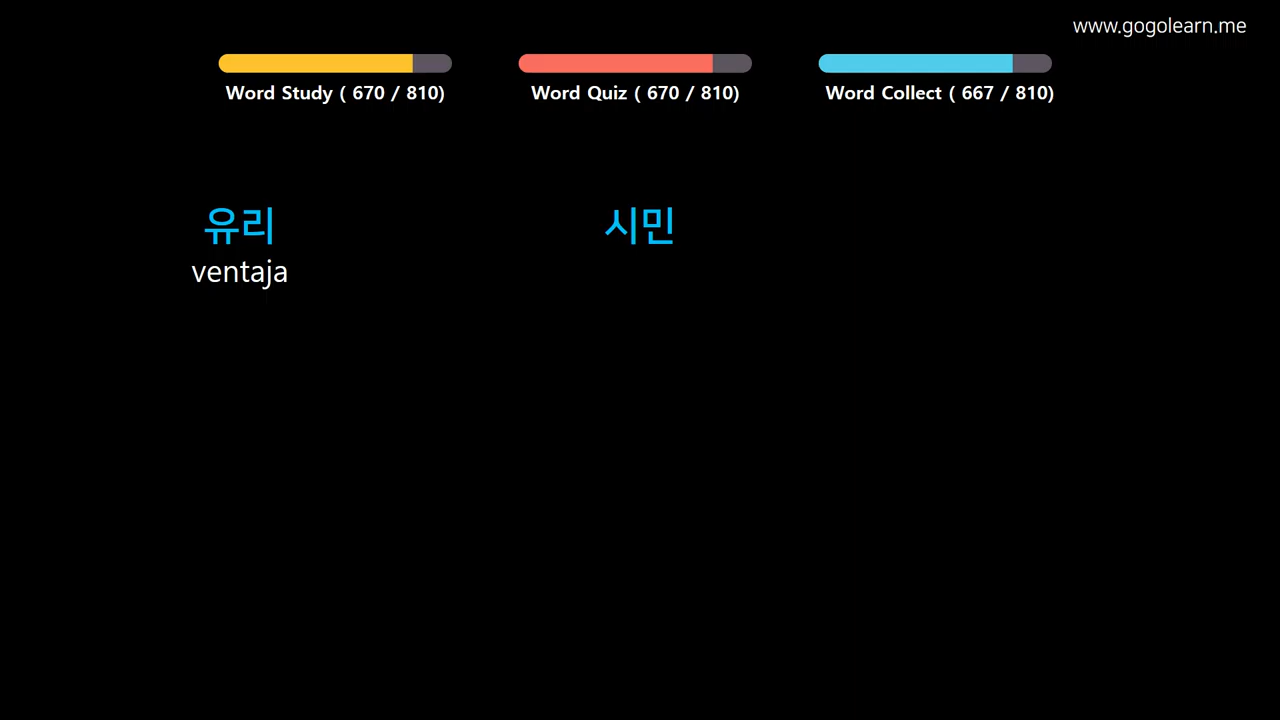 www.gogolearn.me
Word Study ( 670 / 810)
Word Quiz ( 670 / 810)
Word Collect ( 667 / 810)
유리
시민
ventaja